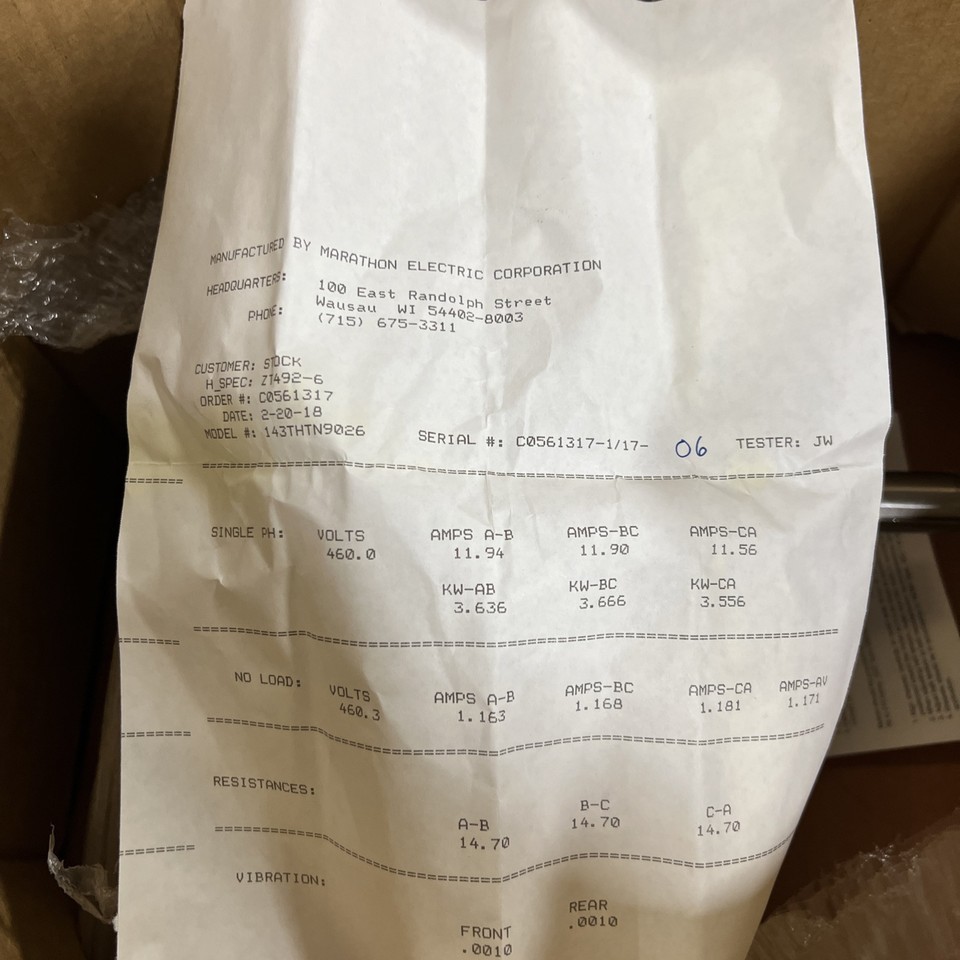 MANUFACTURED BY MARATHON ELECTRIC CORPORATION
HEADQUARTERS: 100 East Randolph Street
Wausau WI 54402-8003
PHONE: (715) 675-3311
CUSTOMER: STOCK
H_SPEC: Z1492-6
ORDER #: C0561317
DATE: 2-20-18
MODEL #: 143THTN9026 SERIAL #: C0561317-1/17- 06 TESTER: JW
SINGLE PH: VOLTS AMPS A-B AMPS-BC AMPS-CA
460.0 11.94 11.90 11.56
KW-AB KW-BC KW-CA
3.636 3.666 3.556
NO LOAD: VOLTS AMPS A-B AMPS-BC AMPS-CA AMPS-AV
460.3 1.163 1.168 1.181 1.171
RESISTANCES:
A-B B-C C-A
14.70 14.70 14.70
VIBRATION:
FRONT REAR
.0010 .0010